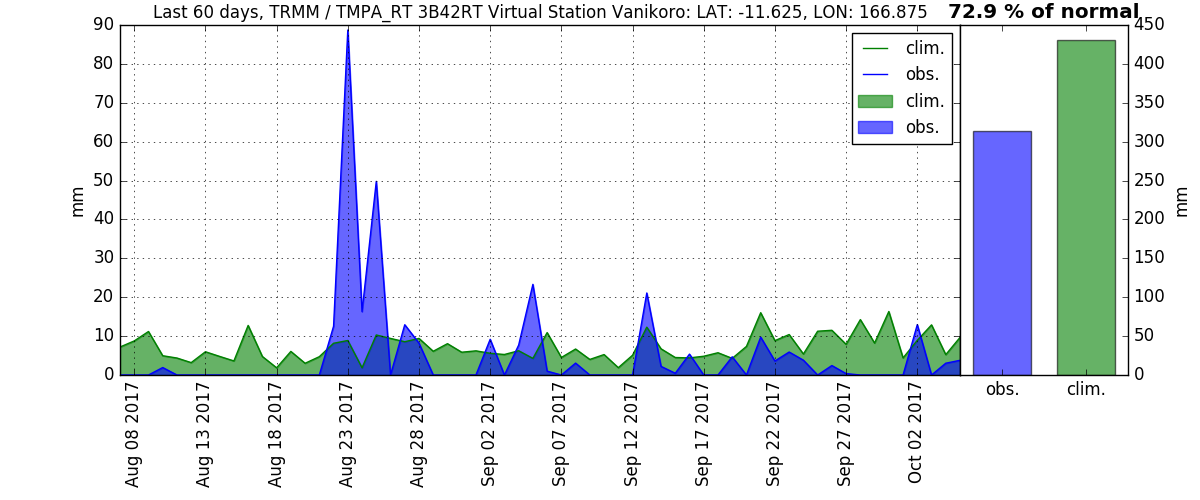 Last 60 days, TRMM / TMPA_RT 3B42RT Virtual Station Vanikoro: LAT: -11.625, LON: 166.875
72.9 % of normal
90
80
70
60
50
40
30
20
10
0
mm
clim.
obs.
clim.
obs.
Aug 08 2017
Aug 13 2017
Aug 18 2017
Aug 23 2017
Aug 28 2017
Sep 02 2017
Sep 07 2017
Sep 12 2017
Sep 17 2017
Sep 22 2017
Sep 27 2017
Oct 02 2017
450
400
350
300
250
200
150
100
50
0
mm
obs.
clim.